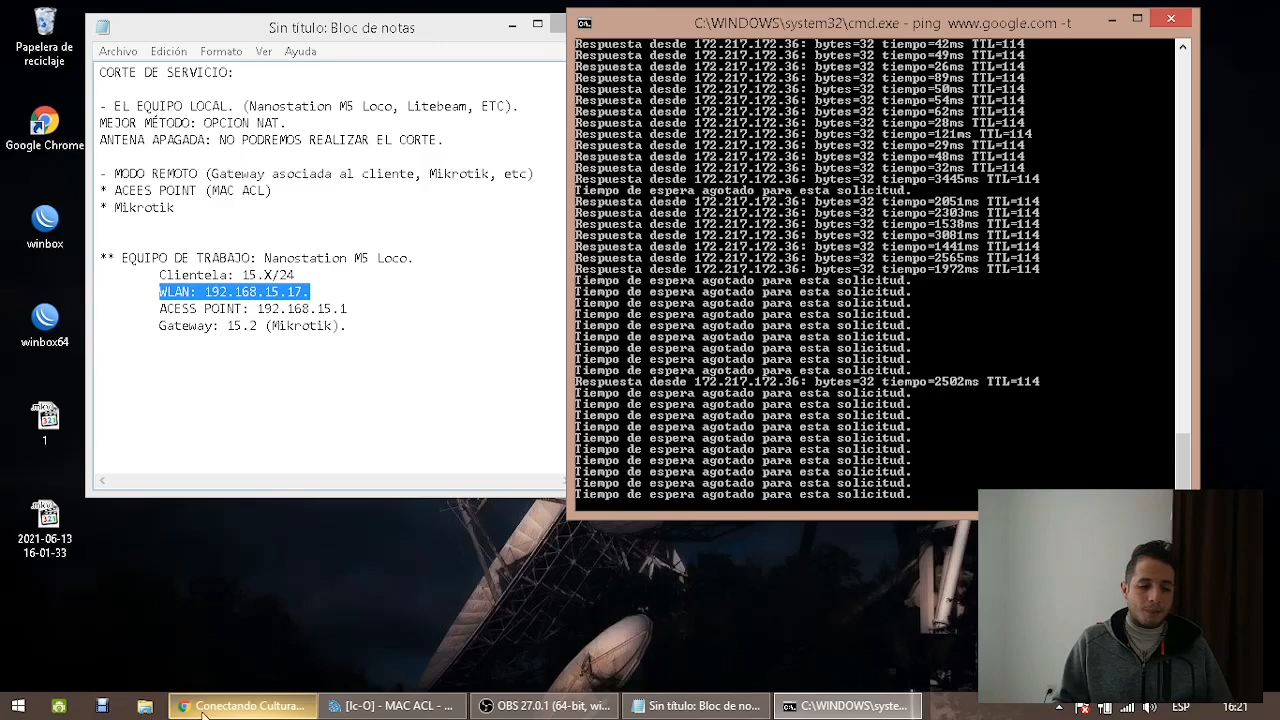 Papelera de
reciclaje
Google Chrome
winbox
winbox64
1
2021-06-13
16-01-33
Sin título: Bloc de notas
Archivo Edición Formato Ver Ayuda
CORTE DE SERVICIO:
- EL EQUIPO LOCAL. (Nanostation M5 Loco, Litebeam, ETC).
MEJOR MÉTODO: OPCION NAT.
ANTENA APAGADA: NO PODREMOS REALIZAR EL CORTE.
- MODO REMOTO (Gateway asociada al cliente, Mikrotik, etc)
* ACEES POINT (MAC ACL)
* Mikrotik
** EQUIPO DE TRABAJO: Nanostation M5 Loco.
Clientela: 15.X/24
WLAN: 192.168.15.17.
ACESS POINT: 192.168.15.1
Gateway: 15.2 (Mikrotik).
C:\WINDOWS\system32\cmd.exe - ping www.google.com -t
Respuesta desde 172.217.172.36: bytes=32 tiempo=42ms TTL=114
Respuesta desde 172.217.172.36: bytes=32 tiempo=49ms TTL=114
Respuesta desde 172.217.172.36: bytes=32 tiempo=26ms TTL=114
Respuesta desde 172.217.172.36: bytes=32 tiempo=89ms TTL=114
Respuesta desde 172.217.172.36: bytes=32 tiempo=50ms TTL=114
Respuesta desde 172.217.172.36: bytes=32 tiempo=54ms TTL=114
Respuesta desde 172.217.172.36: bytes=32 tiempo=62ms TTL=114
Respuesta desde 172.217.172.36: bytes=32 tiempo=28ms TTL=114
Respuesta desde 172.217.172.36: bytes=32 tiempo=121ms TTL=114
Respuesta desde 172.217.172.36: bytes=32 tiempo=29ms TTL=114
Respuesta desde 172.217.172.36: bytes=32 tiempo=48ms TTL=114
Respuesta desde 172.217.172.36: bytes=32 tiempo=32ms TTL=114
Respuesta desde 172.217.172.36: bytes=32 tiempo=3445ms TTL=114
Tiempo de espera agotado para esta solicitud.
Respuesta desde 172.217.172.36: bytes=32 tiempo=2051ms TTL=114
Respuesta desde 172.217.172.36: bytes=32 tiempo=2303ms TTL=114
Respuesta desde 172.217.172.36: bytes=32 tiempo=1538ms TTL=114
Respuesta desde 172.217.172.36: bytes=32 tiempo=3081ms TTL=114
Respuesta desde 172.217.172.36: bytes=32 tiempo=1441ms TTL=114
Respuesta desde 172.217.172.36: bytes=32 tiempo=2565ms TTL=114
Respuesta desde 172.217.172.36: bytes=32 tiempo=1972ms TTL=114
Tiempo de espera agotado para esta solicitud.
Tiempo de espera agotado para esta solicitud.
Tiempo de espera agotado para esta solicitud.
Tiempo de espera agotado para esta solicitud.
Tiempo de espera agotado para esta solicitud.
Tiempo de espera agotado para esta solicitud.
Tiempo de espera agotado para esta solicitud.
Tiempo de espera agotado para esta solicitud.
Tiempo de espera agotado para esta solicitud.
Respuesta desde 172.217.172.36: bytes=32 tiempo=2502ms TTL=114
Tiempo de espera agotado para esta solicitud.
Tiempo de espera agotado para esta solicitud.
Tiempo de espera agotado para esta solicitud.
Tiempo de espera agotado para esta solicitud.
Tiempo de espera agotado para esta solicitud.
Tiempo de espera agotado para esta solicitud.
Tiempo de espera agotado para esta solicitud.
Tiempo de espera agotado para esta solicitud.
Tiempo de espera agotado para esta solicitud.
Tiempo de espera agotado para esta solicitud.
Conectando Cultura... [Ic-O] - MAC ACL - ... OBS 27.0.1 (64-bit, wi... Sin título: Bloc de no... C:\WINDOWS\syste... ESP 16:21